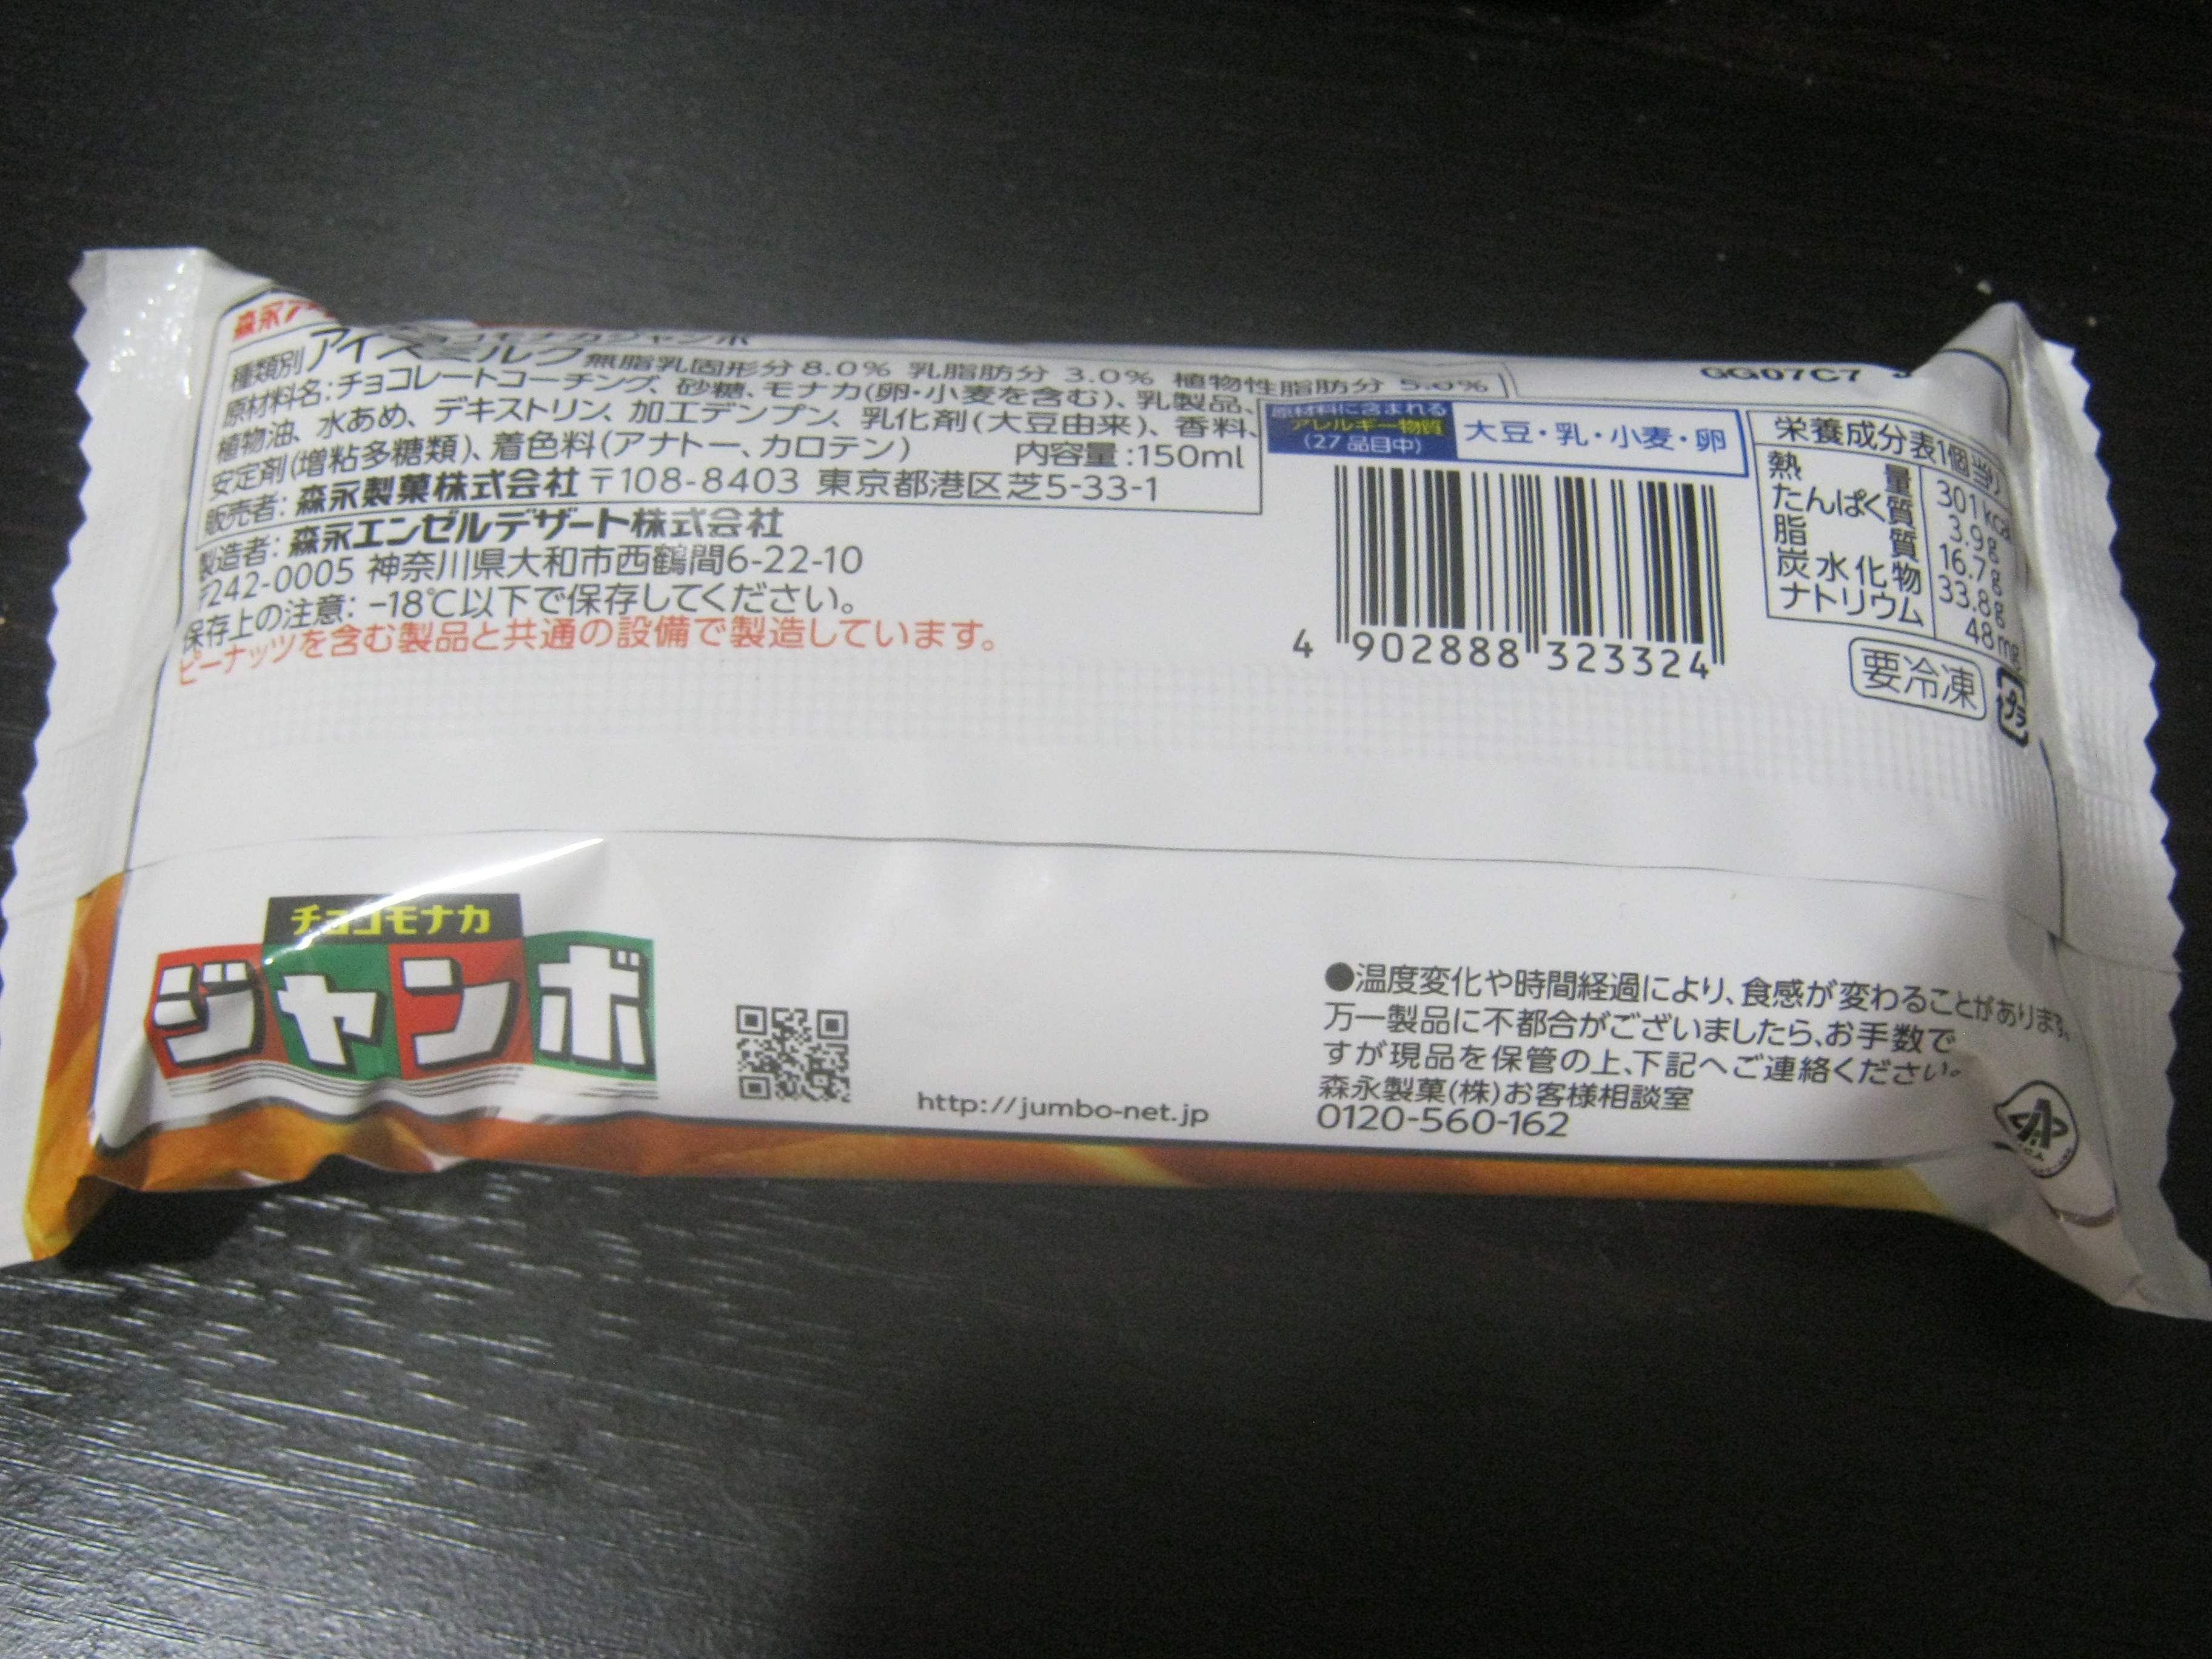 森永ア
チョコモナカジャンボ
種類別 アイスミルク 無脂乳固形分 8.0% 乳脂肪分 3.0% 植物性脂肪分 5.0%
原材料名:チョコレートコーチング、砂糖、モナカ(卵・小麦を含む)、乳製品、
植物油、水あめ、デキストリン、加工デンプン、乳化剤(大豆由来)、香料、
安定剤(増粘多糖類)、着色料(アナトー、カロテン) 内容量:150ml
販売者:森永製菓株式会社 〒108-8403 東京都港区芝5-33-1
製造者:森永エンゼルデザート株式会社
〒242-0005 神奈川県大和市西鶴間6-22-10
保存上の注意:-18℃以下で保存してください。
ピーナッツを含む製品と共通の設備で製造しています。
GG07C7
原材料に含まれる
アレルギー物質
(27品目中)
大豆・乳・小麦・卵
4 902888 323324
栄養成分表1個当り
熱量 301kcal
たんぱく質 3.9g
脂質 16.7g
炭水化物 33.8g
ナトリウム 48mg
要冷凍
プラ
チョコモナカ
ジャンボ
http://jumbo-net.jp
●温度変化や時間経過により、食感が変わることがあります。
万一製品に不都合がございましたら、お手数で
すが現品を保管の上、下記へご連絡ください。
森永製菓(株)お客様相談室
0120-560-162